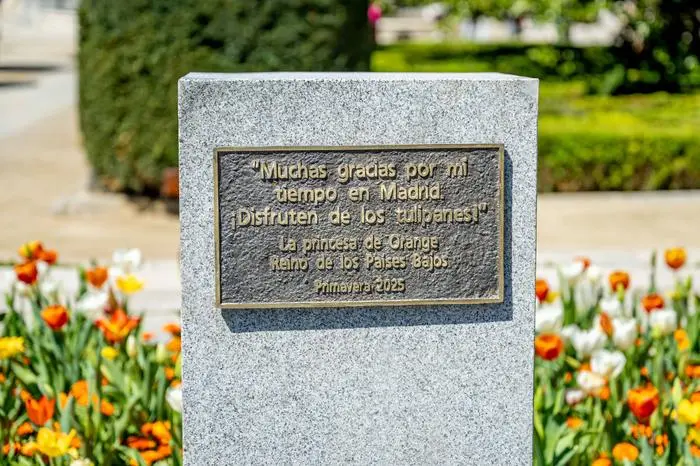 "Muchas gracias por mi
tiempo en Madrid.
¡Disfruten de los tulipanes!"
La princesa de Orange
Reino de los Países Bajos
Primavera 2025